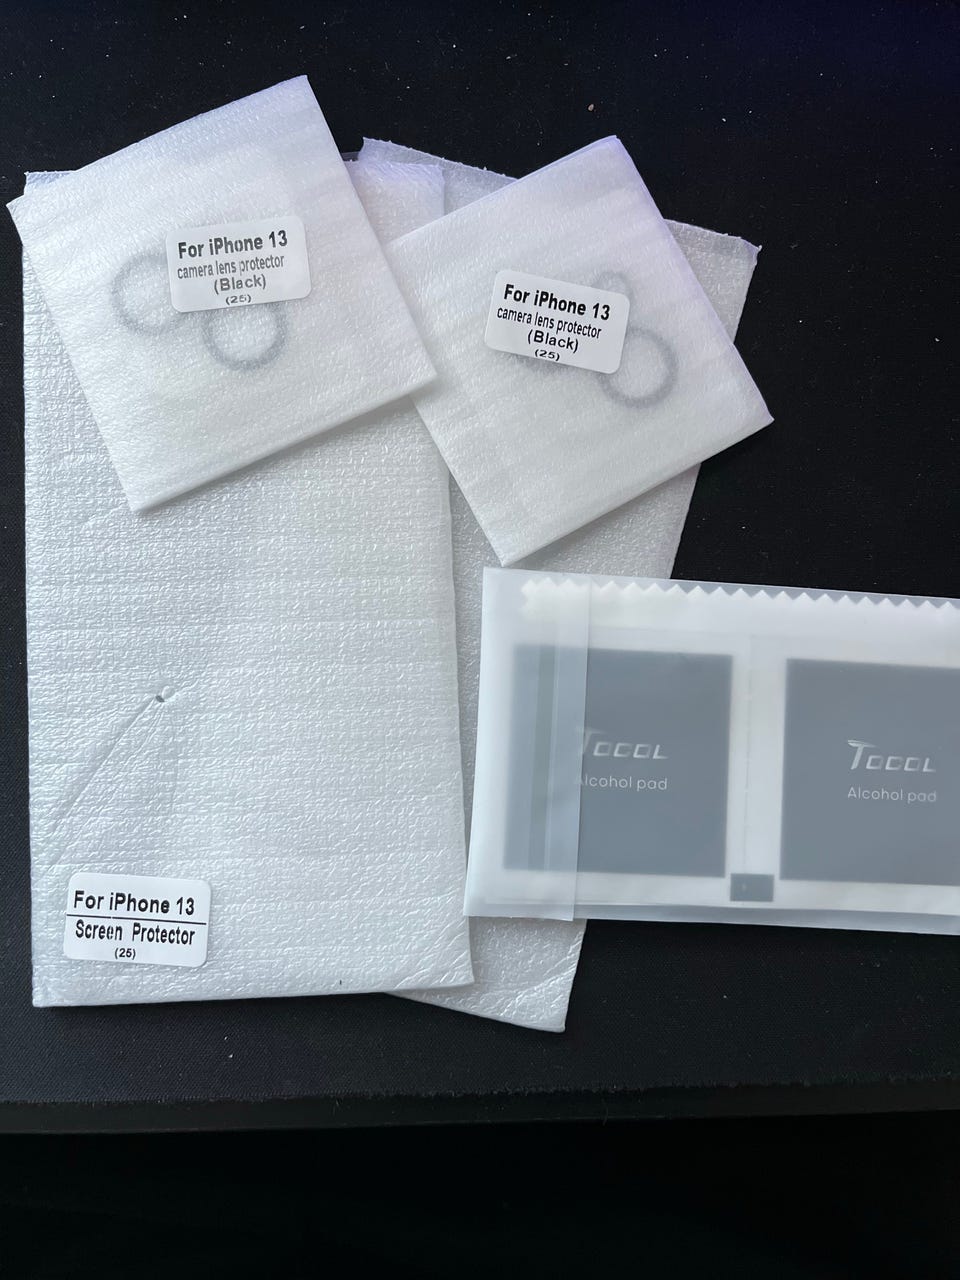 For iPhone 13
camera lens protector
(Black)
(25)
For iPhone 13
camera lens protector
(Black)
(25)
Tocol
Alcohol pad
Tocol
Alcohol pad
For iPhone 13
Screen Protector
(25)